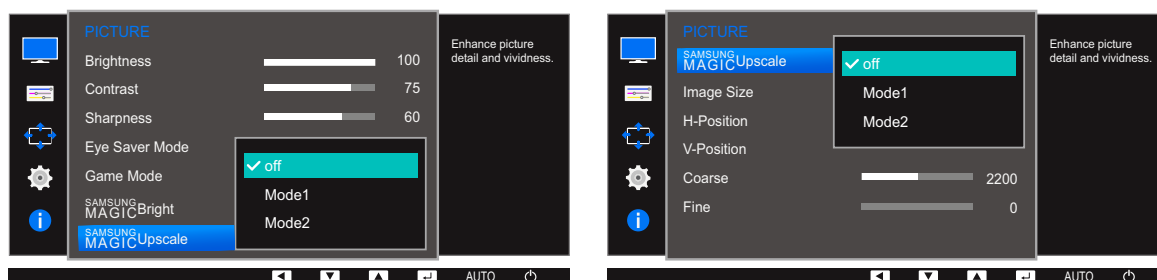 PICTURE
Brightness 100
Contrast 75
Sharpness 60
Eye Saver Mode
Game Mode
SAMSUNG
MAGICBright
SAMSUNG
MAGICUpscale
off
Mode1
Mode2
Enhance picture
detail and vividness.
AUTO
PICTURE
SAMSUNG
MAGICUpscale
Image Size
H-Position
V-Position
Coarse 2200
Fine 0
off
Mode1
Mode2
Enhance picture
detail and vividness.
AUTO